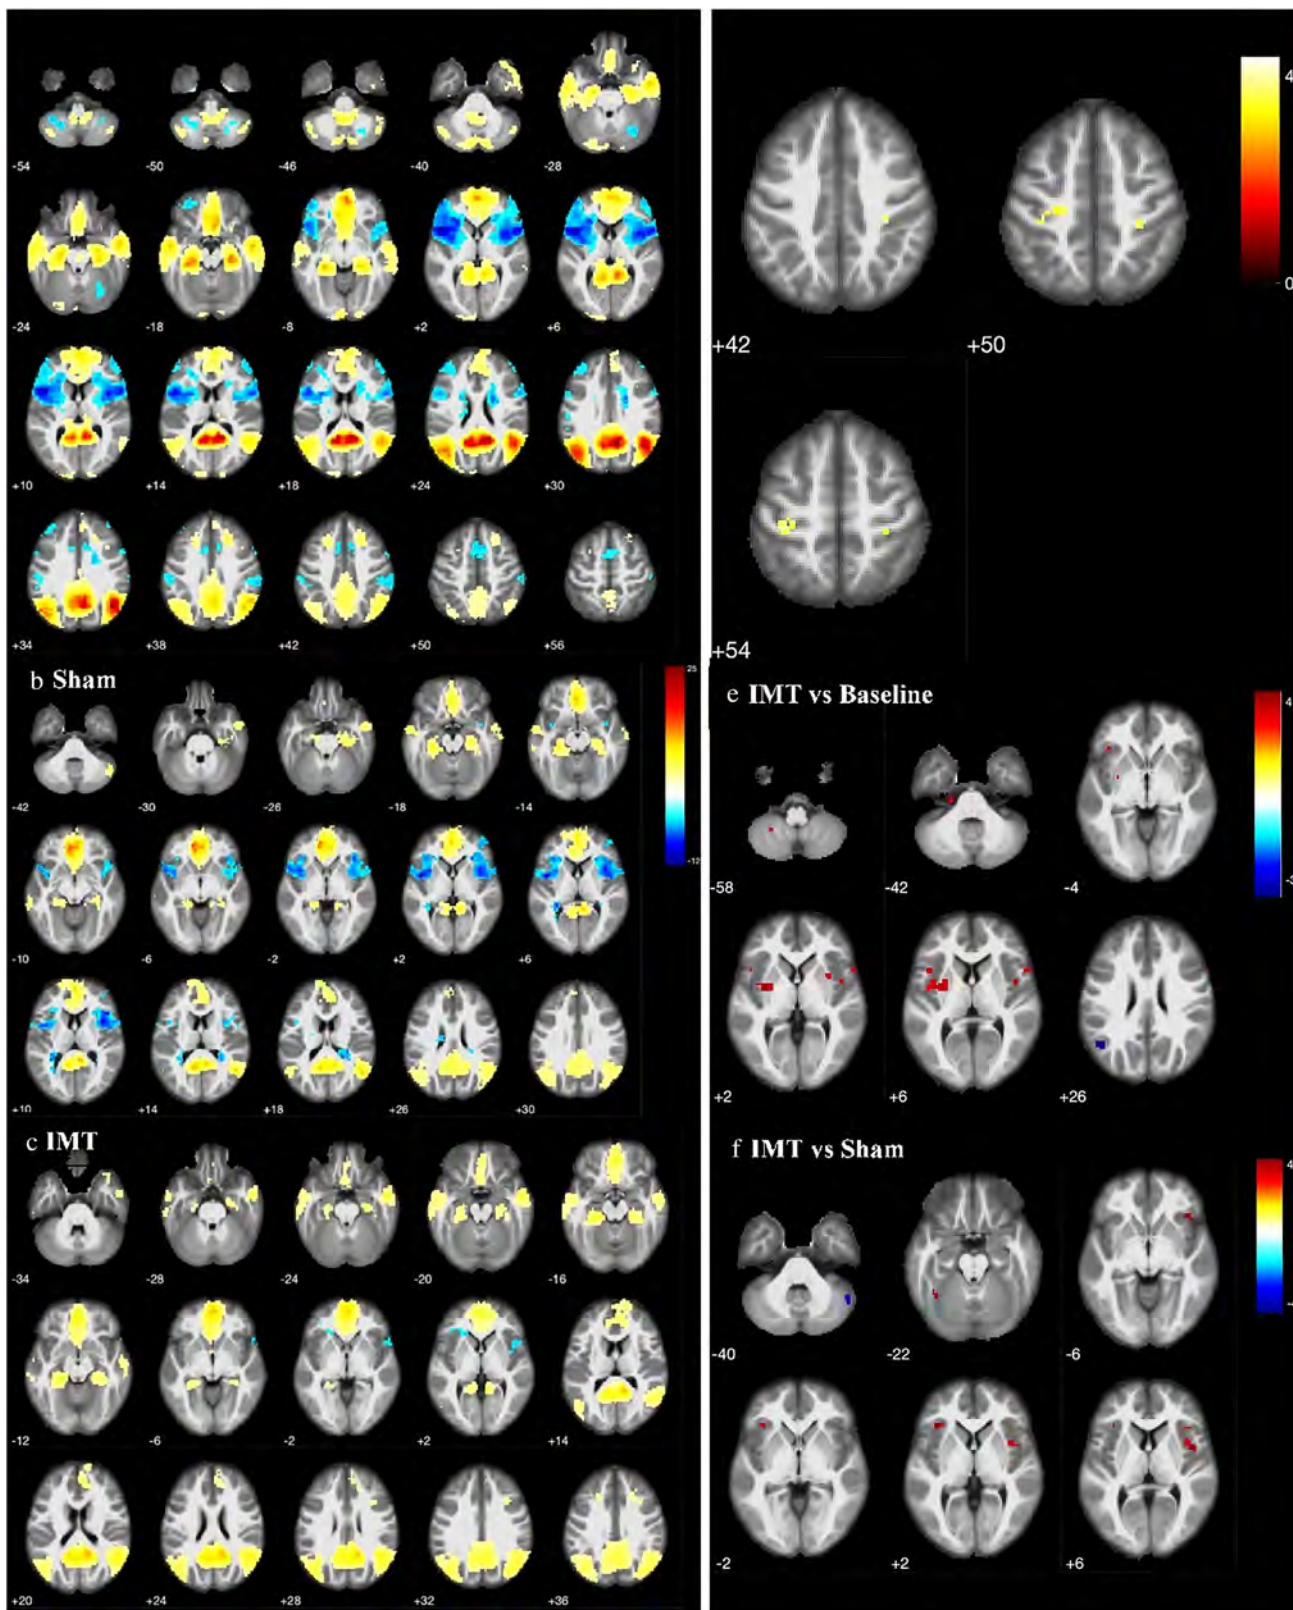 -54 -50 -46 -40 -28
-24 -18 -8 +2 +6
+10 +14 +18 +24 +30
+34 +38 +42 +50 +56
b Sham
25
-12
-42 -30 -26 -18 -14
-10 -6 -2 +2 +6
+10 +14 +18 +26 +30
c IMT
-34 -28 -24 -20 -16
-12 -6 -2 +2 +14
+20 +24 +28 +32 +36
4
0
+42 +50
+54
e IMT vs Baseline
4
-3
-58 -42 -4
+2 +6 +26
f IMT vs Sham
4
-40 -22 -6
-2 +2 +6